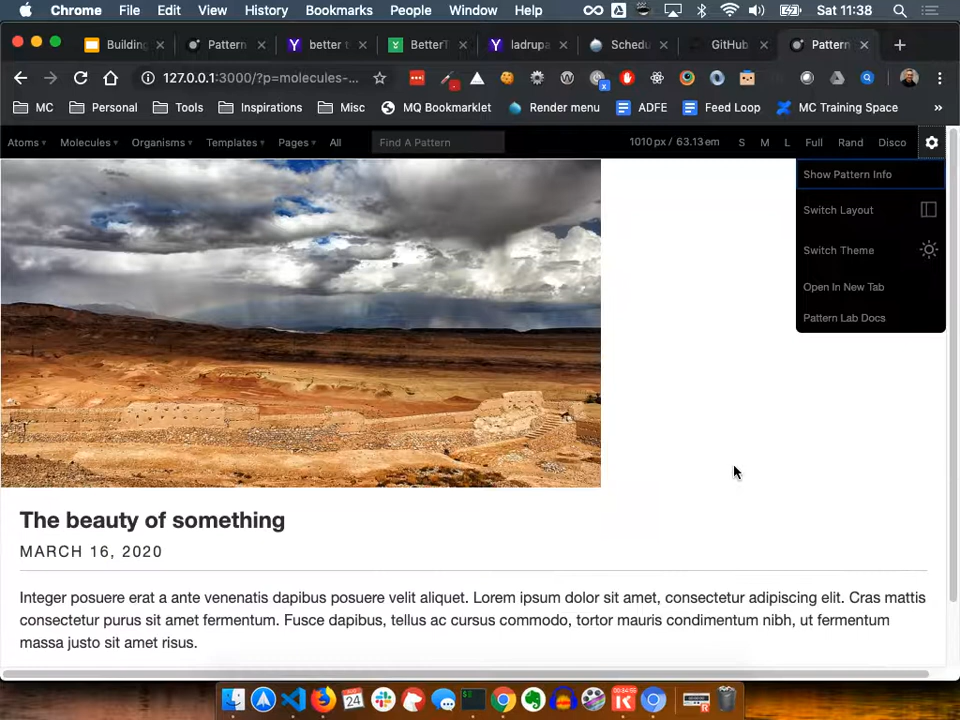 Chrome File Edit View History Bookmarks People Window Help Sat 11:38
Building Pattern better t BetterT ladrupa Schedu GitHub Pattern
127.0.0.1:3000/?p=molecules-...
MC Personal Tools Inspirations Misc MQ Bookmarklet Render menu ADFE Feed Loop MC Training Space »
Atoms Molecules Organisms Templates Pages All Find A Pattern 1010px / 63.13em S M L Full Rand Disco
Show Pattern Info
Switch Layout
Switch Theme
Open In New Tab
Pattern Lab Docs
The beauty of something
MARCH 16, 2020
Integer posuere erat a ante venenatis dapibus posuere velit aliquet. Lorem ipsum dolor sit amet, consectetur adipiscing elit. Cras mattis
consectetur purus sit amet fermentum. Fusce dapibus, tellus ac cursus commodo, tortor mauris condimentum nibh, ut fermentum
massa justo sit amet risus.
24